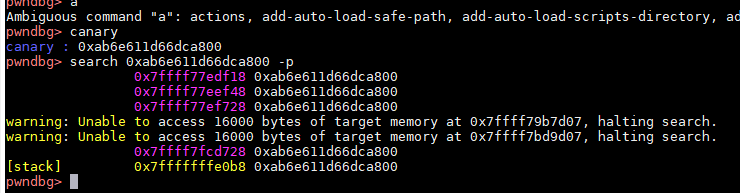 pwndbg> a
Ambiguous command "a": actions, add-auto-load-safe-path, add-auto-load-scripts-directory, ad
pwndbg> canary
canary : 0xab6e611d66dca800
pwndbg> search 0xab6e611d66dca800 -p
0x7ffff77edf18 0xab6e611d66dca800
0x7ffff77eef48 0xab6e611d66dca800
0x7ffff77ef728 0xab6e611d66dca800
warning: Unable to access 16000 bytes of target memory at 0x7ffff79b7d07, halting search.
warning: Unable to access 16000 bytes of target memory at 0x7ffff7bd9d07, halting search.
0x7ffff7fcd728 0xab6e611d66dca800
[stack] 0x7fffffffe0b8 0xab6e611d66dca800
pwndbg>